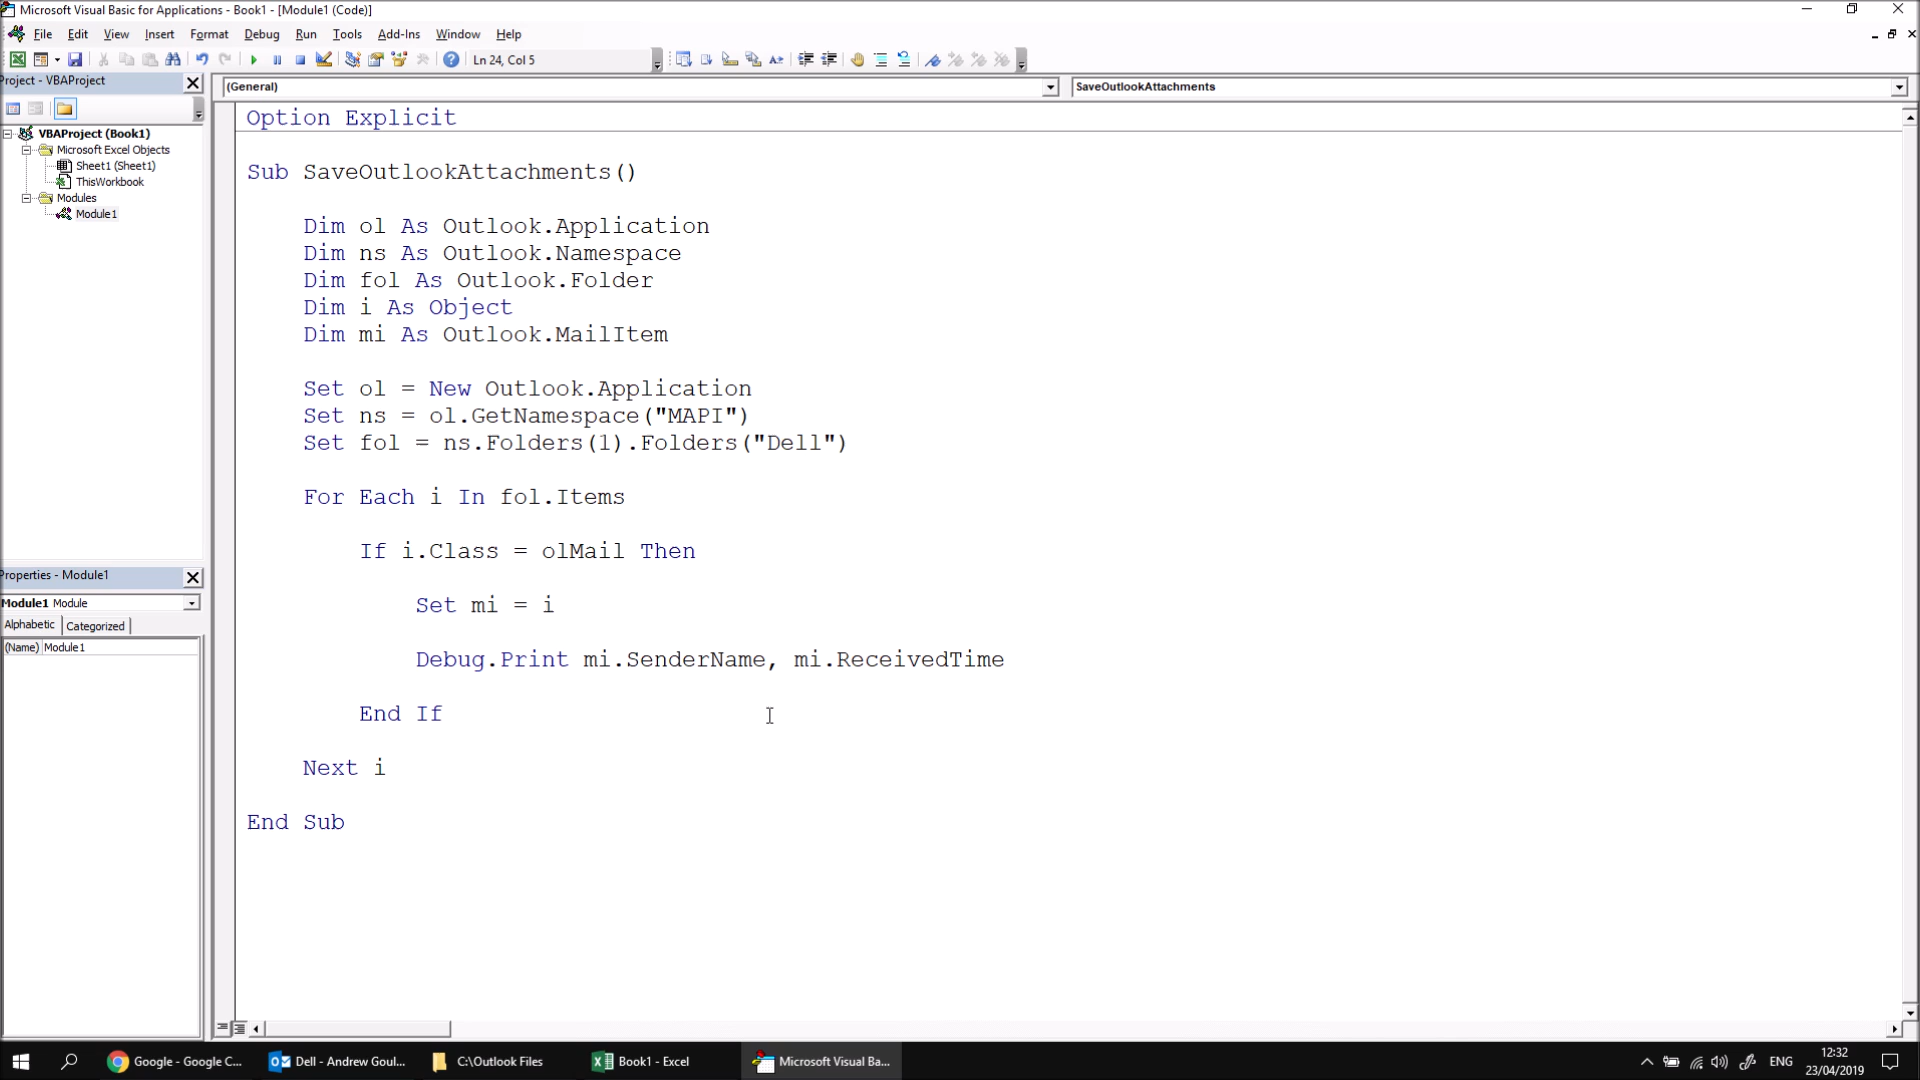 Microsoft Visual Basic for Applications - Book1 - [Module1 (Code)]
File Edit View Insert Format Debug Run Tools Add-Ins Window Help
Ln 24, Col 5
Project - VBAProject
(General)
SaveOutlookAttachments
VBAProject (Book1)
Microsoft Excel Objects
Sheet1 (Sheet1)
ThisWorkbook
Modules
Module1
Properties - Module1
Module1 Module
Alphabetic Categorized
(Name) Module1
Option Explicit
Sub SaveOutlookAttachments()
Dim ol As Outlook.Application
Dim ns As Outlook.Namespace
Dim fol As Outlook.Folder
Dim i As Object
Dim mi As Outlook.MailItem
Set ol = New Outlook.Application
Set ns = ol.GetNamespace("MAPI")
Set fol = ns.Folders(1).Folders("Dell")
For Each i In fol.Items
If i.Class = olMail Then
Set mi = i
Debug.Print mi.SenderName, mi.ReceivedTime
End If
Next i
End Sub
Google - Google C...
Dell - Andrew Goul...
C:\Outlook Files
Book1 - Excel
Microsoft Visual Ba...
ENG
12:32
23/04/2019